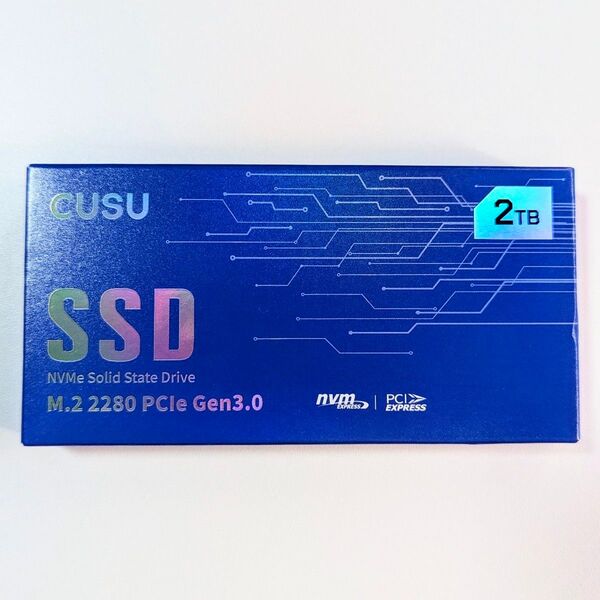 CUSU
2TB
SSD
NVMe Solid State Drive
M.2 2280 PCIe Gen3.0
nvm EXPRESS | PCI EXPRESS